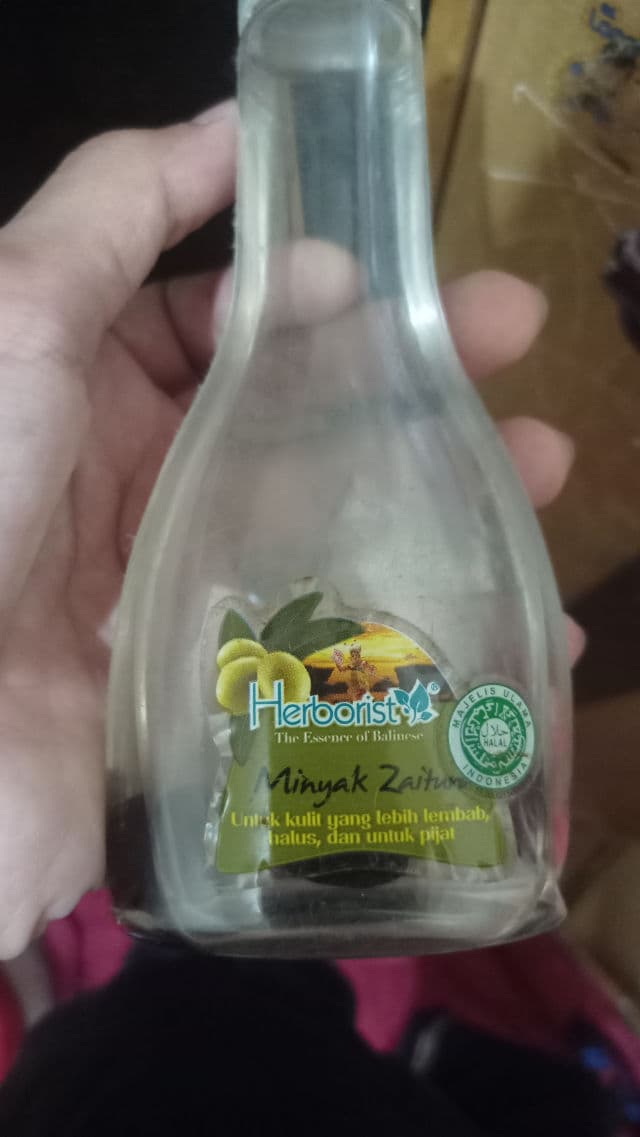 Herborist®
The Essence of Balinese
Minyak Zaitun
Untuk kulit yang lebih lembab,
halus, dan untuk pijat
MAJELIS ULAMA
حلال
HALAL
INDONESIA